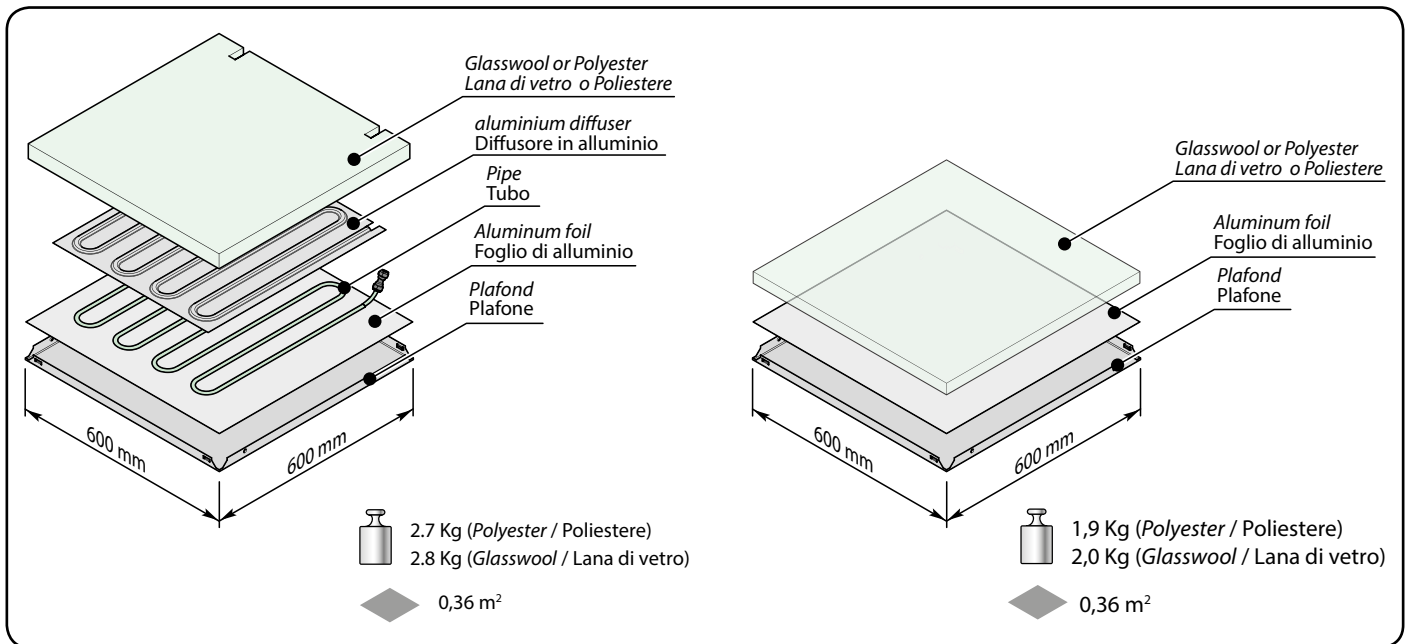 Glasswool or Polyester
Lana di vetro o Poliestere
aluminium diffuser
Diffusore in alluminio
Pipe
Tubo
Aluminum foil
Foglio di alluminio
Plafond
Plafone
600 mm
600 mm
2.7 Kg (Polyester / Poliestere)
2.8 Kg (Glasswool / Lana di vetro)
0,36 m²
Glasswool or Polyester
Lana di vetro o Poliestere
Aluminum foil
Foglio di alluminio
Plafond
Plafone
600 mm
600 mm
1,9 Kg (Polyester / Poliestere)
2,0 Kg (Glasswool / Lana di vetro)
0,36 m²